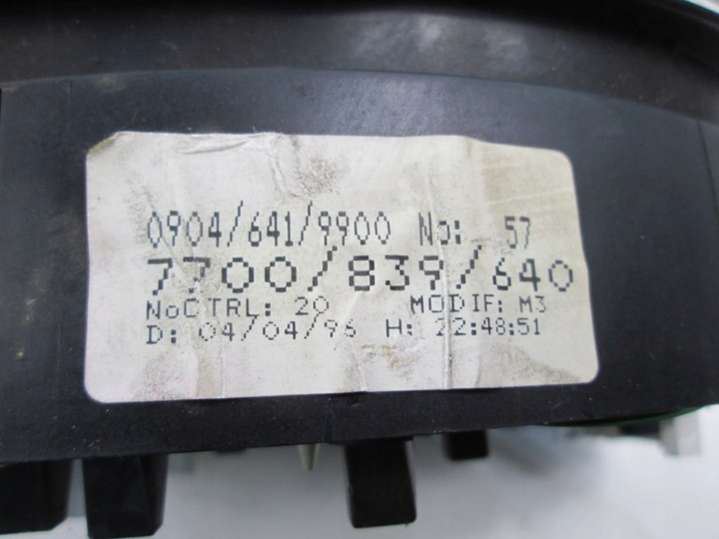 0904/641/9900 No: 57
7700/839/640
NoCTRL: 20 MODIF: M3
D: 04/04/96 H: 22:48:51